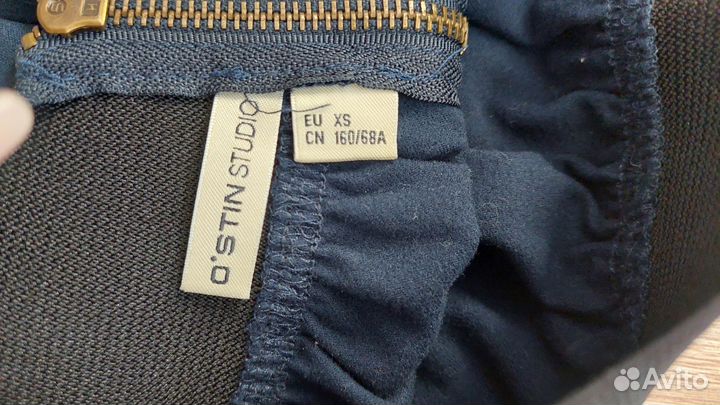 O'STIN STUDIO
EU XS
CN 160/68A
Avito